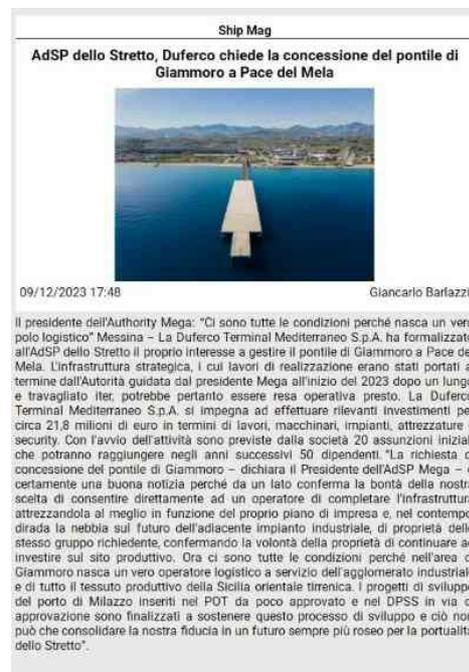 Ship Mag
AdSP dello Stretto, Duferco chiede la concessione del pontile di
Giammoro a Pace del Mela
09/12/2023 17:48
Giancarlo Barlazzi
Il presidente dell'Authority Mega: "Ci sono tutte le condizioni perché nasca un vero
polo logistico" Messina – La Duferco Terminal Mediterraneo S.p.A. ha formalizzato
all'AdSP dello Stretto il proprio interesse a gestire il pontile di Giammoro a Pace de
Mela. L'infrastruttura strategica, i cui lavori di realizzazione erano stati portati a
termine dall'Autorità guidata dal presidente Mega all'inizio del 2023 dopo un lungo
e travagliato iter, potrebbe pertanto essere resa operativa presto. La Duferco
Terminal Mediterraneo S.p.A. si impegna ad effettuare rilevanti investimenti pe
circa 21,8 milioni di euro in termini di lavori, macchinari, impianti, attrezzature
security. Con l'avvio dell'attività sono previste dalla società 20 assunzioni inizial
che potranno raggiungere negli anni successivi 50 dipendenti. "La richiesta d
concessione del pontile di Giammoro – dichiara il Presidente dell'AdSP Mega –
certamente una buona notizia perché da un lato conferma la bontà della nostra
scelta di consentire direttamente ad un operatore di completare l'infrastruttura
attrezzandola al meglio in funzione del proprio piano di impresa e, nel contempo
dirada la nebbia sul futuro dell'adiacente impianto industriale, di proprietà dello
stesso gruppo richiedente, confermando la volontà della proprietà di continuare ad
investire sul sito produttivo. Ora ci sono tutte le condizioni perché nell'area d
Giammoro nasca un vero operatore logistico a servizio dell'agglomerato industriale
e di tutto il tessuto produttivo della Sicilia orientale tirrenica. I progetti di sviluppo
del porto di Milazzo inseriti nel POT da poco approvato e nel DPSS in via d
approvazione sono finalizzati a sostenere questo processo di sviluppo e ciò non
può che consolidare la nostra fiducia in un futuro sempre più roseo per la portualità
dello Stretto".